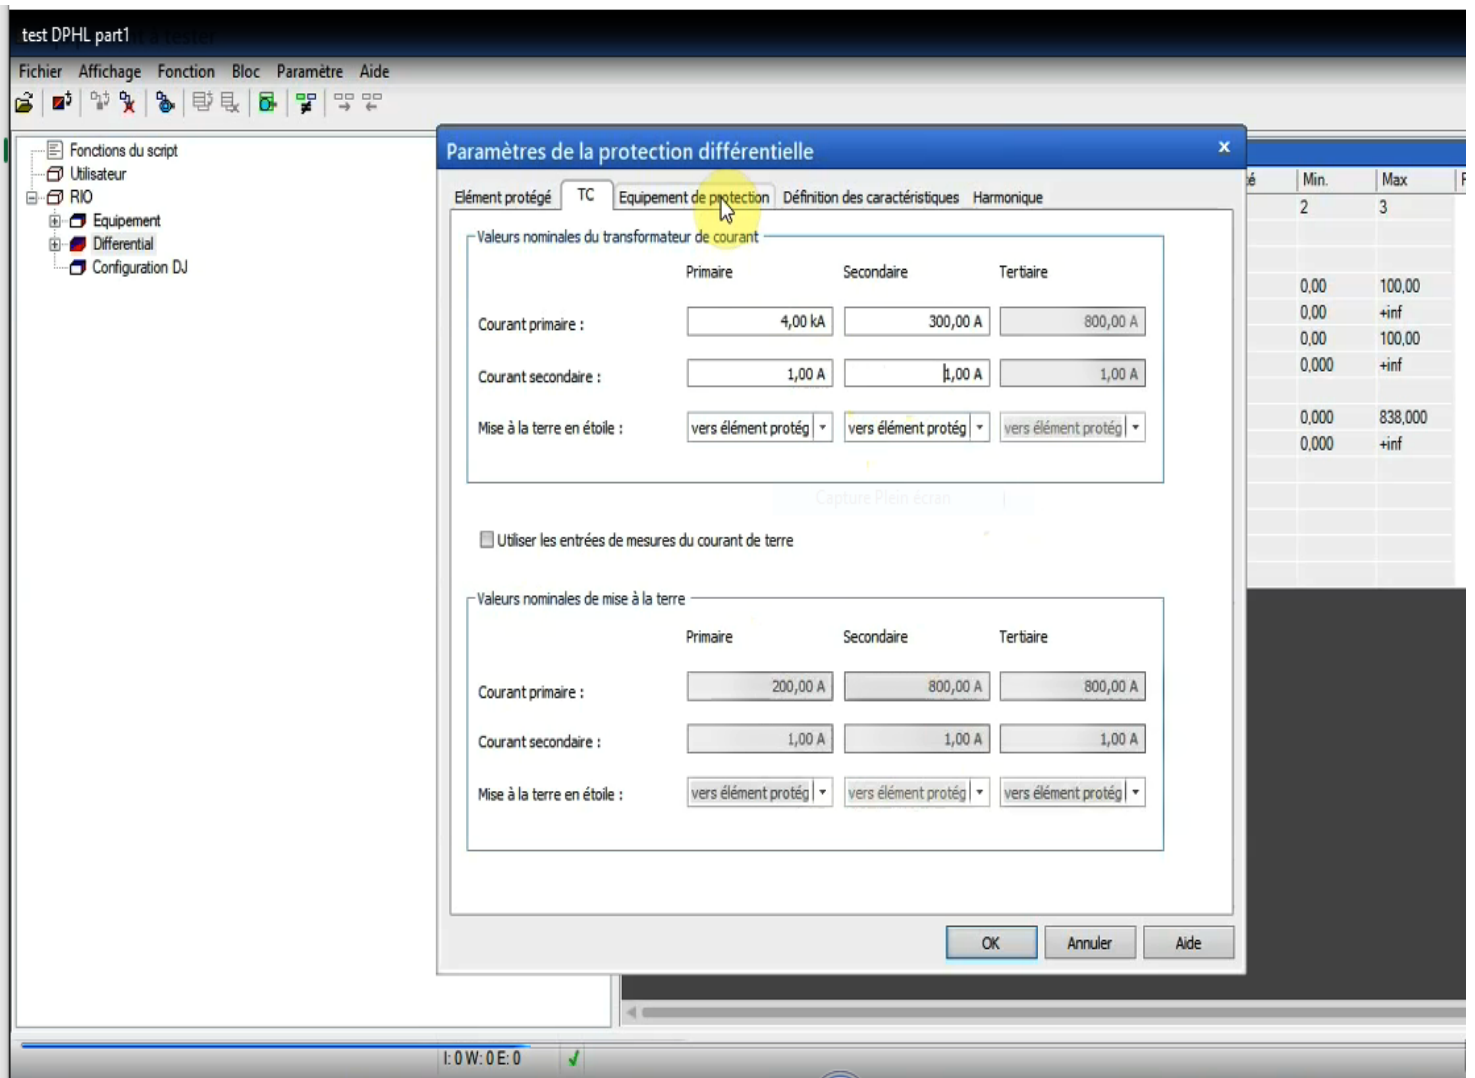 test DPHL part1
Fichier Affichage Fonction Bloc Paramètre Aide
Fonctions du script
Utilisateur
RIO
Equipement
Differential
Configuration DJ
Paramètres de la protection différentielle
Elément protégé TC Equipement de protection Définition des caractéristiques Harmonique
Valeurs nominales du transformateur de courant
Primaire Secondaire Tertiaire
Courant primaire : 4,00 kA 300,00 A 800,00 A
Courant secondaire : 1,00 A 1,00 A 1,00 A
Mise à la terre en étoile : vers élément protég vers élément protég vers élément protég
Capture Plein écran
Utiliser les entrées de mesures du courant de terre
Valeurs nominales de mise à la terre
Primaire Secondaire Tertiaire
Courant primaire : 200,00 A 800,00 A 800,00 A
Courant secondaire : 1,00 A 1,00 A 1,00 A
Mise à la terre en étoile : vers élément protég vers élément protég vers élément protég
OK Annuler Aide
Min. Max
2 3
0,00 100,00
0,00 +inf
0,00 100,00
0,000 +inf
0,000 838,000
0,000 +inf
I: 0 W: 0 E: 0